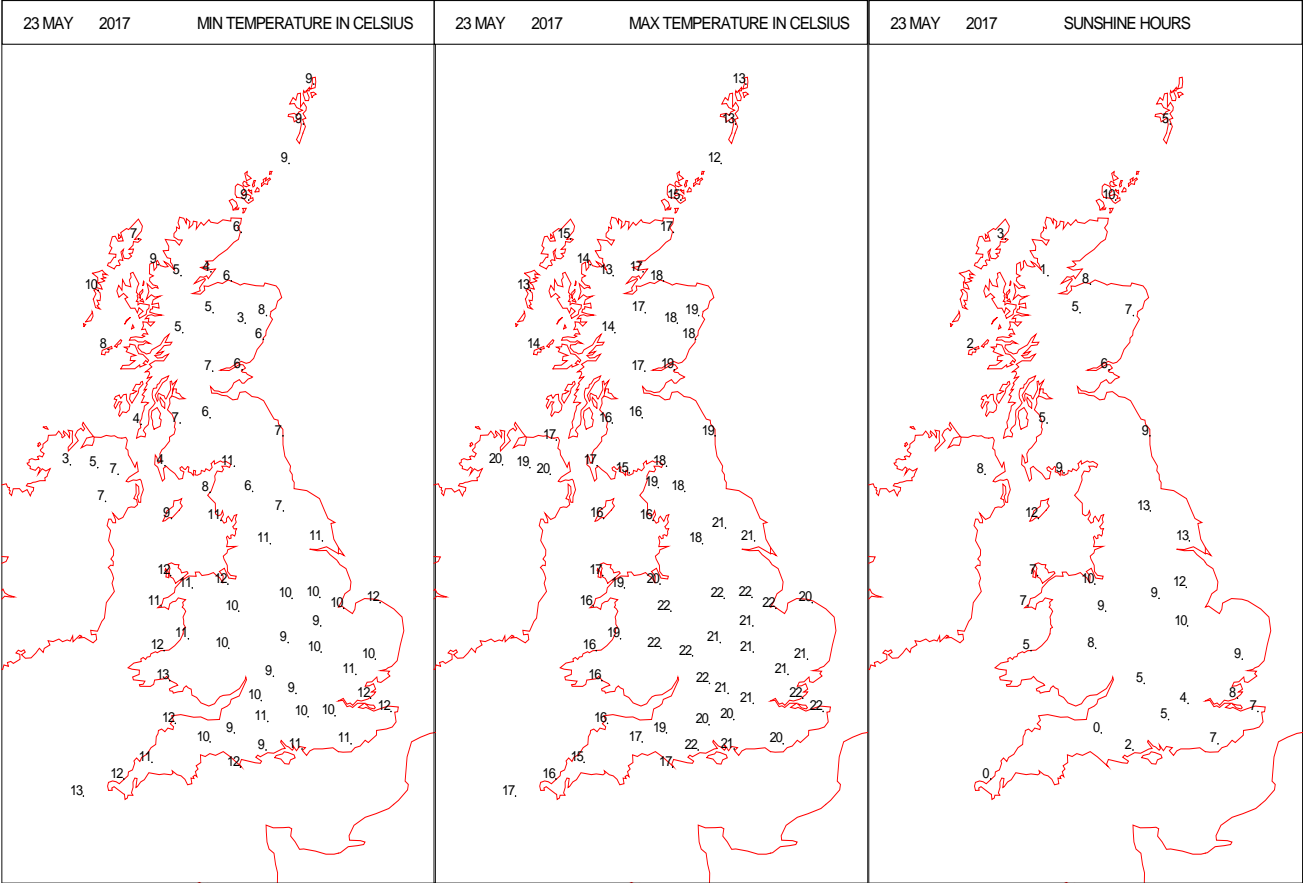 23 MAY 2017 MIN TEMPERATURE IN CELSIUS
9.
9.
9.
9.
6.
7.
9. 5. 4. 6.
10.
5. 3. 8.
5. 6.
8.
7. 6.
4. 7. 6.
7.
3. 5. 7. 4. 11.
7. 8. 6.
9. 11. 7.
11. 11.
12. 11. 12.
11. 10. 10. 10. 10. 12.
12. 11. 10. 9. 9. 10. 10.
13. 9. 11.
10. 9. 12.
12. 11. 10. 10. 12.
10. 9. 9. 11. 11.
11. 12.
12.
13.
23 MAY 2017 MAX TEMPERATURE IN CELSIUS
13.
13.
12.
15.
17.
15.
14. 13. 17. 18.
13.
17. 18. 19.
14. 18.
14.
17. 19.
16. 16.
17. 19.
20. 19. 20. 17. 15. 18.
19. 18.
16. 16. 21.
18. 21.
17. 19. 20.
16. 22. 22. 22. 22. 20.
16. 19. 22. 22. 21. 21. 21. 21.
16. 22. 21.
21. 21. 22.
16. 20. 20. 22.
17. 19. 16. 21. 20.
15. 17.
16.
17.
23 MAY 2017 SUNSHINE HOURS
5.
10.
3.
1. 8.
5. 7.
2.
6.
5. 9.
8. 9.
12. 13.
13.
7. 10.
7. 9. 9. 12.
10.
5. 8. 9.
5.
4. 8.
5. 7.
0. 2. 7.
0.